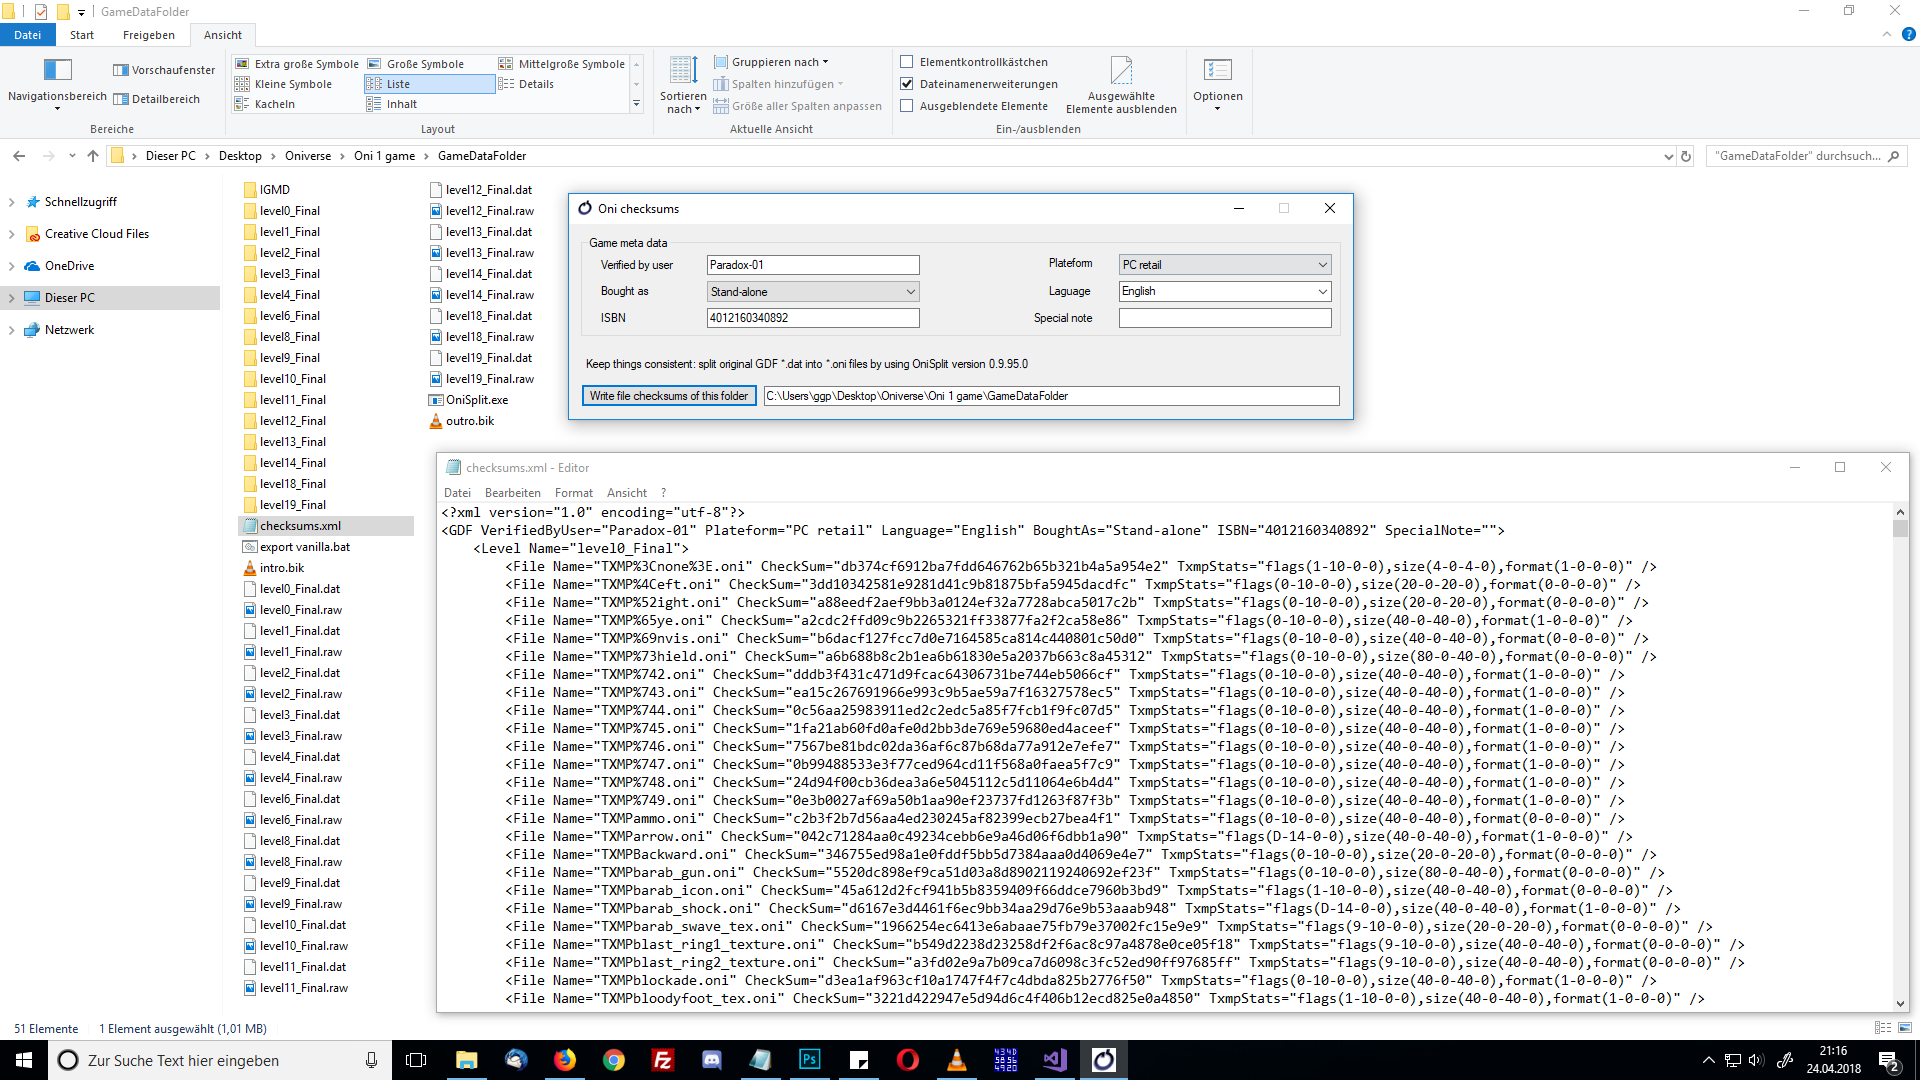 GameDataFolder
Datei
Start
Freigeben
Ansicht
Navigationsbereich
Vorschaufenster
Detailbereich
Bereiche
Extra große Symbole
Große Symbole
Mittelgroße Symbole
Kleine Symbole
Liste
Details
Kacheln
Inhalt
Layout
Sortieren
nach
Gruppieren nach
Spalten hinzufügen
Größe aller Spalten anpassen
Aktuelle Ansicht
Elementkontrollkästchen
Dateinamenerweiterungen
Ausgeblendete Elemente
Ausgewählte
Elemente ausblenden
Ein-/ausblenden
Optionen
Dieser PC > Desktop > Oniverse > Oni 1 game > GameDataFolder
"GameDataFolder" durchsuch...
Schnellzugriff
Creative Cloud Files
OneDrive
Dieser PC
Netzwerk
IGMD
level0_Final
level1_Final
level2_Final
level3_Final
level4_Final
level6_Final
level8_Final
level9_Final
level10_Final
level11_Final
level12_Final
level13_Final
level14_Final
level18_Final
level19_Final
checksums.xml
export vanilla.bat
intro.bik
level0_Final.dat
level0_Final.raw
level1_Final.dat
level1_Final.raw
level2_Final.dat
level2_Final.raw
level3_Final.dat
level3_Final.raw
level4_Final.dat
level4_Final.raw
level6_Final.dat
level6_Final.raw
level8_Final.dat
level8_Final.raw
level9_Final.dat
level9_Final.raw
level10_Final.dat
level10_Final.raw
level11_Final.dat
level11_Final.raw
level12_Final.dat
level12_Final.raw
level13_Final.dat
level13_Final.raw
level14_Final.dat
level14_Final.raw
level18_Final.dat
level18_Final.raw
level19_Final.dat
level19_Final.raw
OniSplit.exe
outro.bik
Oni checksums
Game meta data
Verified by user Paradox-01
Plateform PC retail
Bought as Stand-alone
Laguage English
ISBN 4012160340892
Special note
Keep things consistent: split original GDF *.dat into *.oni files by using OniSplit version 0.9.95.0
Write file checksums of this folder C:\Users\ggp\Desktop\Oniverse\Oni 1 game\GameDataFolder
checksums.xml - Editor
Datei Bearbeiten Format Ansicht ?
<?xml version="1.0" encoding="utf-8"?>
<GDF VerifiedByUser="Paradox-01" Plateform="PC retail" Language="English" BoughtAs="Stand-alone" ISBN="4012160340892" SpecialNote="">
<Level Name="level0_Final">
<File Name="TXMP%3Cnone%3E.oni" CheckSum="db374cf6912ba7fdd646762b65b321b4a5a954e2" TxmpStats="flags(1-10-0-0),size(4-0-4-0),format(1-0-0-0)" />
<File Name="TXMP%4Ceft.oni" CheckSum="3dd10342581e9281d41c9b81875bfa5945dacdfc" TxmpStats="flags(0-10-0-0),size(20-0-20-0),format(0-0-0-0)" />
<File Name="TXMP%52ight.oni" CheckSum="a88eedf2aef9bb3a0124ef32a7728abca5017c2b" TxmpStats="flags(0-10-0-0),size(20-0-20-0),format(0-0-0-0)" />
<File Name="TXMP%65ye.oni" CheckSum="a2cdc2ffd09c9b2265321ff33877fa2f2ca58e86" TxmpStats="flags(0-10-0-0),size(40-0-40-0),format(1-0-0-0)" />
<File Name="TXMP%69nvis.oni" CheckSum="b6dacf127fcc7d0e7164585ca814c440801c50d0" TxmpStats="flags(0-10-0-0),size(40-0-40-0),format(0-0-0-0)" />
<File Name="TXMP%73hield.oni" CheckSum="a6b688b8c2b1ea6b61830e5a2037b663c8a45312" TxmpStats="flags(0-10-0-0),size(80-0-40-0),format(0-0-0-0)" />
<File Name="TXMP%742.oni" CheckSum="dddb3f431c471d9fcac64306731be744eb5066cf" TxmpStats="flags(0-10-0-0),size(40-0-40-0),format(1-0-0-0)" />
<File Name="TXMP%743.oni" CheckSum="ea15c267691966e993c9b5ae59a7f16327578ec5" TxmpStats="flags(0-10-0-0),size(40-0-40-0),format(1-0-0-0)" />
<File Name="TXMP%744.oni" CheckSum="0c56aa25983911ed2c2edc5a85f7fcb1f9fc07d5" TxmpStats="flags(0-10-0-0),size(40-0-40-0),format(1-0-0-0)" />
<File Name="TXMP%745.oni" CheckSum="1fa21ab60fd0afe0d2bb3de769e59680ed4aceef" TxmpStats="flags(0-10-0-0),size(40-0-40-0),format(1-0-0-0)" />
<File Name="TXMP%746.oni" CheckSum="7567be81bdc02da36af6c87b68da77a912e7efe7" TxmpStats="flags(0-10-0-0),size(40-0-40-0),format(1-0-0-0)" />
<File Name="TXMP%747.oni" CheckSum="0b99488533e3f77ced964cd11f568a0faea5f7c9" TxmpStats="flags(0-10-0-0),size(40-0-40-0),format(1-0-0-0)" />
<File Name="TXMP%748.oni" CheckSum="24d94f00cb36dea3a6e5045112c5d11064e6b4d4" TxmpStats="flags(0-10-0-0),size(40-0-40-0),format(1-0-0-0)" />
<File Name="TXMP%749.oni" CheckSum="0e3b0027af69a50b1aa90ef23737fd1263f87f3b" TxmpStats="flags(0-10-0-0),size(40-0-40-0),format(1-0-0-0)" />
<File Name="TXMPammo.oni" CheckSum="c2b3f2b7d56aa4ed230245af82399ecb27bea4f1" TxmpStats="flags(0-10-0-0),size(40-0-40-0),format(0-0-0-0)" />
<File Name="TXMParrow.oni" CheckSum="042c71284aa0c49234cebb6e9a46d06f6dbb1a90" TxmpStats="flags(D-14-0-0),size(40-0-40-0),format(1-0-0-0)" />
<File Name="TXMPBackward.oni" CheckSum="346755ed98a1e0fddf5bb5d7384aaa0d4069e4e7" TxmpStats="flags(0-10-0-0),size(20-0-20-0),format(0-0-0-0)" />
<File Name="TXMPbarab_gun.oni" CheckSum="5520dc898ef9ca51d03a8d8902119240692ef23f" TxmpStats="flags(0-10-0-0),size(80-0-40-0),format(0-0-0-0)" />
<File Name="TXMPbarab_icon.oni" CheckSum="45a612d2fcf941b5b8359409f66ddce7960b3bd9" TxmpStats="flags(1-10-0-0),size(40-0-40-0),format(0-0-0-0)" />
<File Name="TXMPbarab_shock.oni" CheckSum="d6167e3d4461f6ec9bb34aa29d76e9b53aaab948" TxmpStats="flags(D-14-0-0),size(40-0-40-0),format(1-0-0-0)" />
<File Name="TXMPbarab_swave_tex.oni" CheckSum="1966254ec6413e6abaae75fb79e37002fc15e9e9" TxmpStats="flags(9-10-0-0),size(20-0-20-0),format(0-0-0-0)" />
<File Name="TXMPblast_ring1_texture.oni" CheckSum="b549d2238d23258df2f6ac8c97a4878e0ce05f18" TxmpStats="flags(9-10-0-0),size(40-0-40-0),format(0-0-0-0)" />
<File Name="TXMPblast_ring2_texture.oni" CheckSum="a3fd02e9a7b09ca7d6098c3fc52ed90ff97685ff" TxmpStats="flags(9-10-0-0),size(40-0-40-0),format(0-0-0-0)" />
<File Name="TXMPblockade.oni" CheckSum="d3ea1af963cf10a1747f4f7c4dbda825b2776f50" TxmpStats="flags(0-10-0-0),size(40-0-40-0),format(1-0-0-0)" />
<File Name="TXMPbloodyfoot_tex.oni" CheckSum="3221d422947e5d94d6c4f406b12ecd825e0a4850" TxmpStats="flags(1-10-0-0),size(40-0-40-0),format(1-0-0-0)" />
51 Elemente 1 Element ausgewählt (1,01 MB)
Zur Suche Text hier eingeben
Ps
21:16
24.04.2018
2